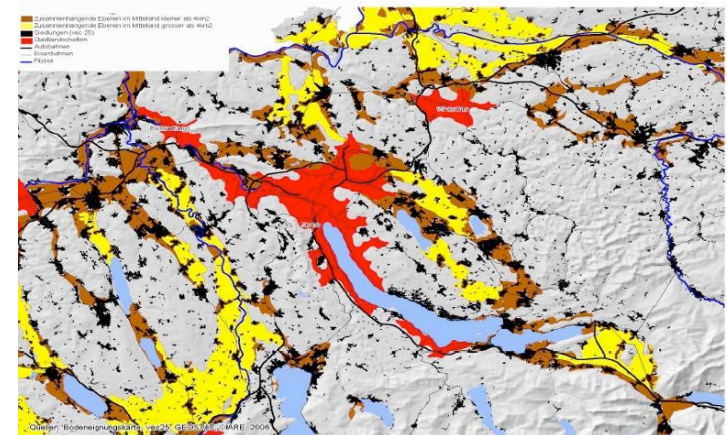 Zusammenhängende Ebenen im Mittelland kleiner als 4km2
Zusammenhängende Ebenen im Mittelland grösser als 4km2
Siedlungen (vec 25)
Stadtlandschaften
Autobahnen
Eisenbahnen
Flüsse
Winterthur
Zürich
Quellen: 'Bodeneignungskarte, vec25' GEOSTAT, ©ARE, 2006